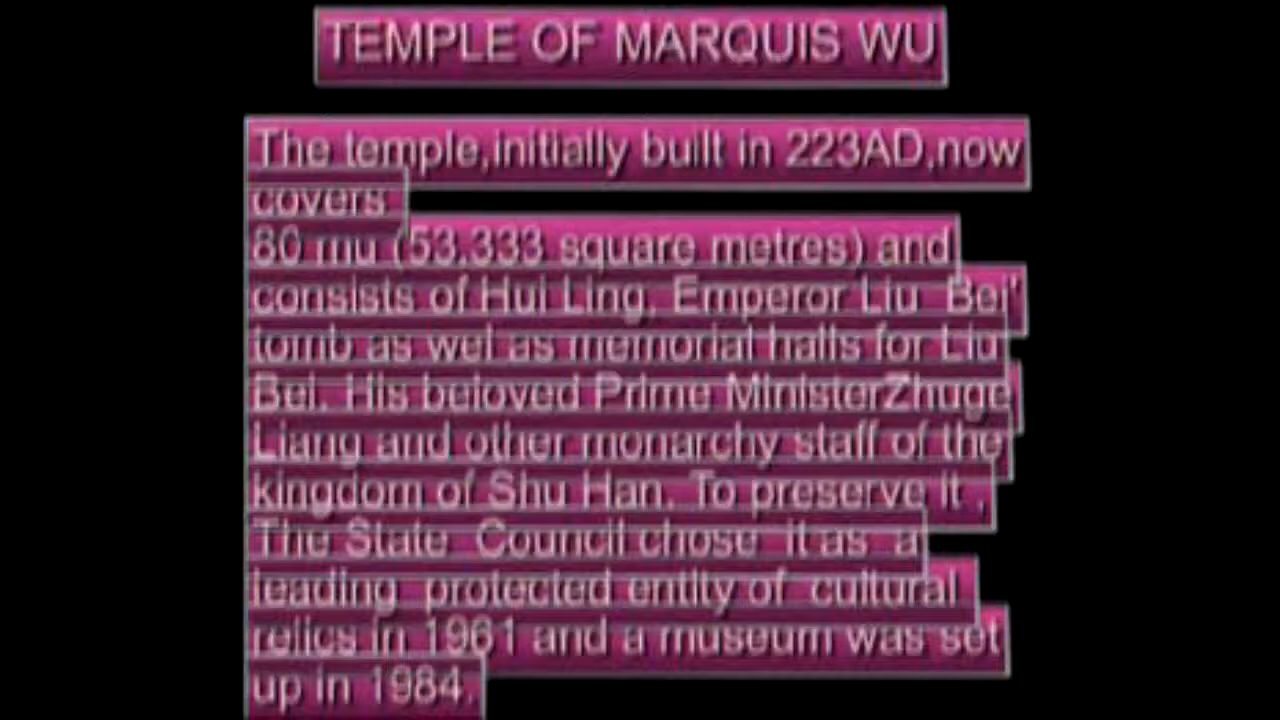 TEMPLE OF MARQUIS WU
The temple,initially built in 223AD,now
covers
80 mu (53.333 square metres) and
consists of Hui Ling, Emperor Liu Bei'
tomb as wel as memorial halls for Liu
Bei. His beloved Prime MinisterZhuge
Liang and other monarchy staff of the
kingdom of Shu Han. To preserve it ,
The State Council chose it as a
leading protected entity of cultural
relics in 1961 and a museum was set
up in 1984.